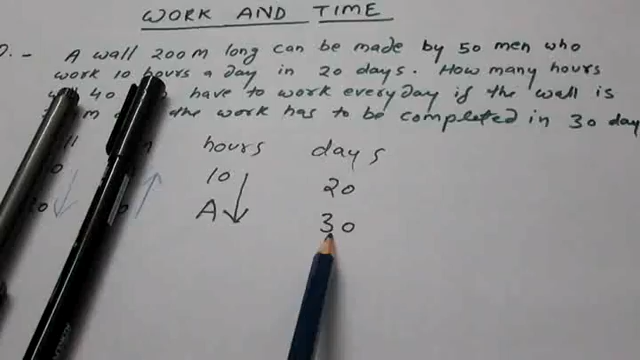 WORK AND TIME
A wall 200 m long can be made by 50 men who
work 10 hours a day in 20 days. How many hours
40 have to work everyday if the wall is
m the work has to be completed in 30 day
hours days
10 20
A 30